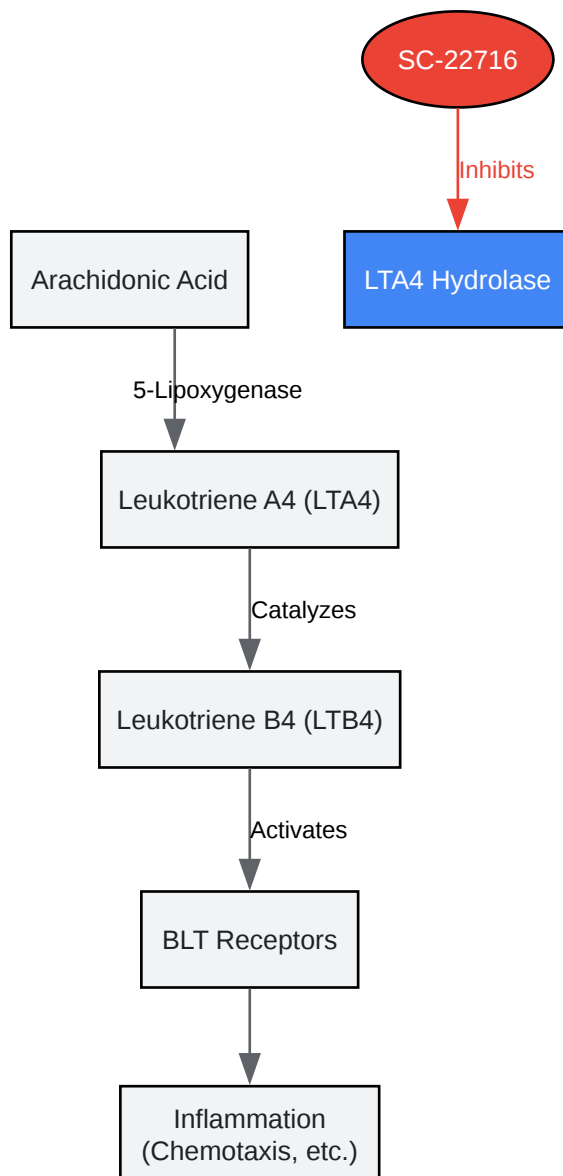 SC-22716
Inhibits
Arachidonic Acid
LTA4 Hydrolase
5-Lipoxygenase
Leukotriene A4 (LTA4)
Catalyzes
Leukotriene B4 (LTB4)
Activates
BLT Receptors
Inflammation
(Chemotaxis, etc.)